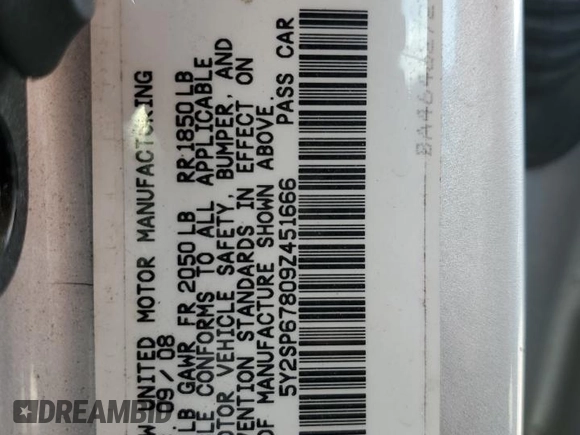 UNITED MOTOR MANUFACTURING
09/08
LB GAWR FR 2050 LB RR 1850 LB
LE CONFORMS TO ALL APPLICABLE
OTOR VEHICLE SAFETY, BUMPER, AND
VENTION STANDARDS IN EFFECT ON
OF MANUFACTURE SHOWN ABOVE.
5Y2SP67809Z451666 PASS CAR
DREAMBID